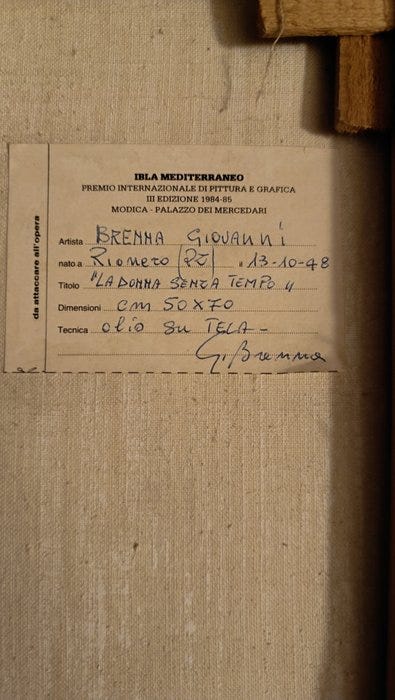 IBLA MEDITERRANEO
PREMIO INTERNAZIONALE DI PITTURA E GRAFICA
III EDIZIONE 1984-85
MODICA - PALAZZO DEI MERCEDARI
da attaccare all'opera
Artista BRENNA GIOVANNI
nato a Rionero (PZ) il 13-10-48
Titolo "LA DONNA SENZA TEMPO"
Dimensioni cm 50x70
Tecnica olio su TELA -
G. Brenna